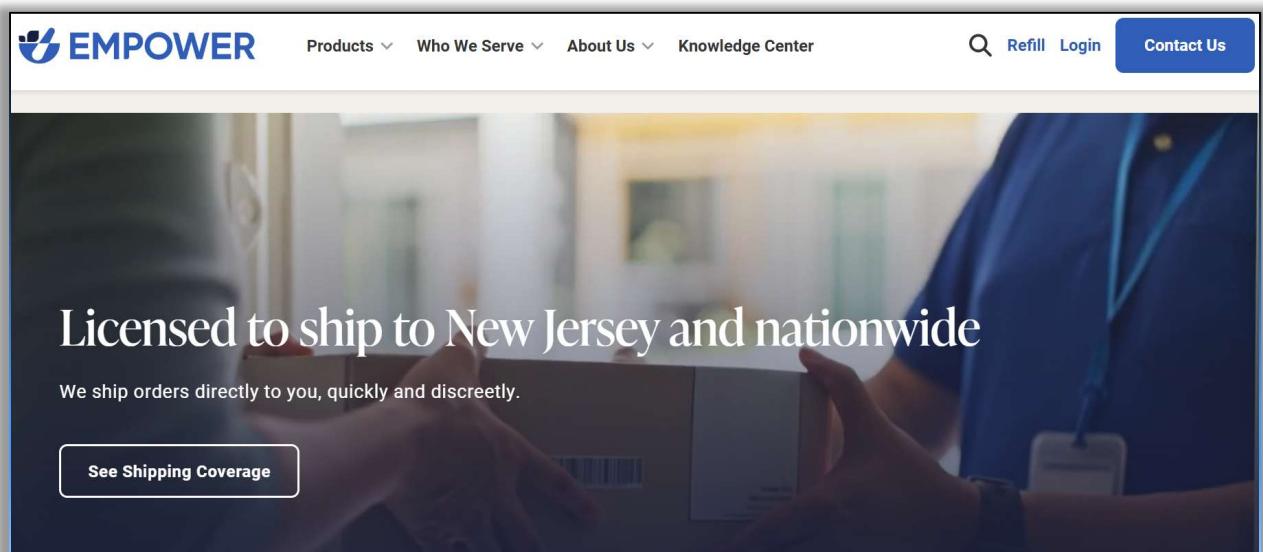 EMPOWER
Products Who We Serve About Us Knowledge Center Refill Login Contact Us
Licensed to ship to New Jersey and nationwide
We ship orders directly to you, quickly and discreetly.
See Shipping Coverage